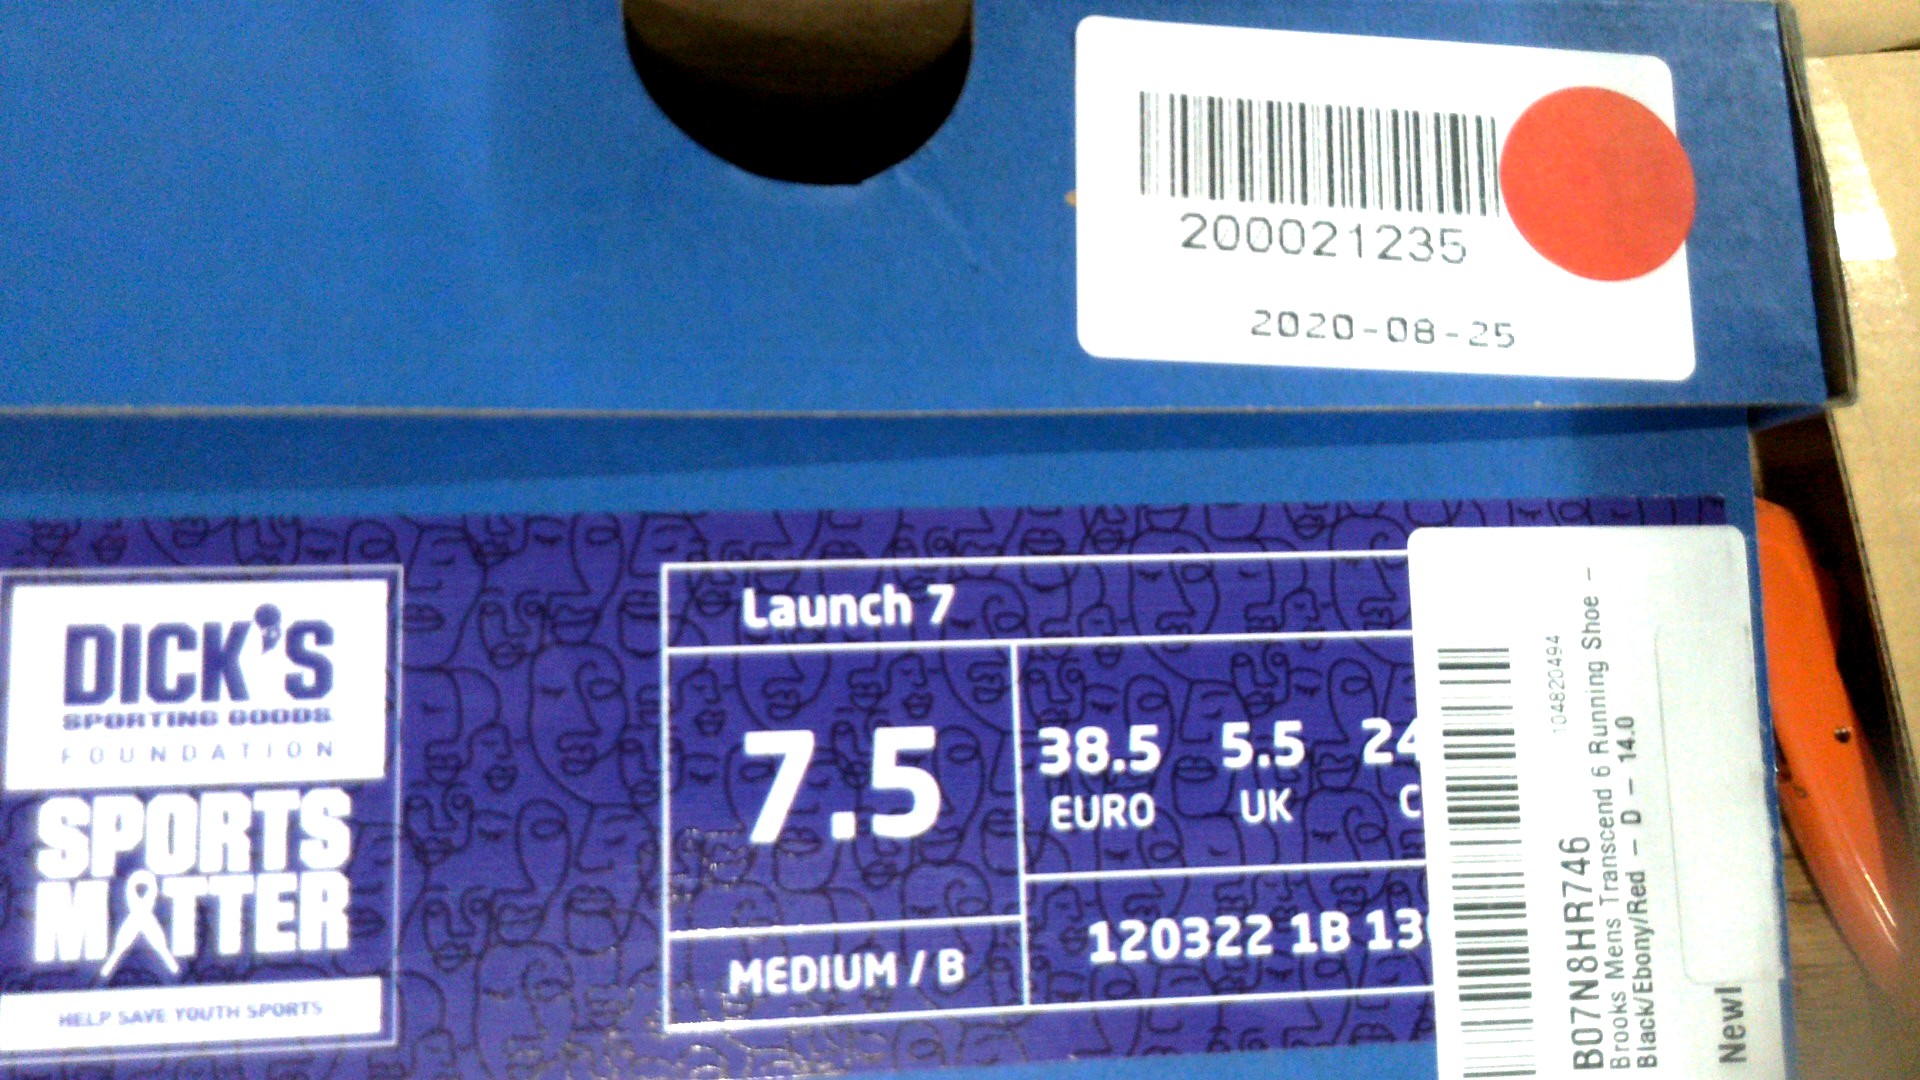 200021235
2020-08-25
DICK'S
SPORTING GOODS
FOUNDATION
SPORTS
MATTER
HELP SAVE YOUTH SPORTS
Launch 7
7.5
38.5 5.5 24
EURO UK C
MEDIUM / B
120322 1B 13
104820494
B07N8HR746
Brooks Mens Transcend 6 Running Shoe –
Black/Ebony/Red – D – 14.0
New